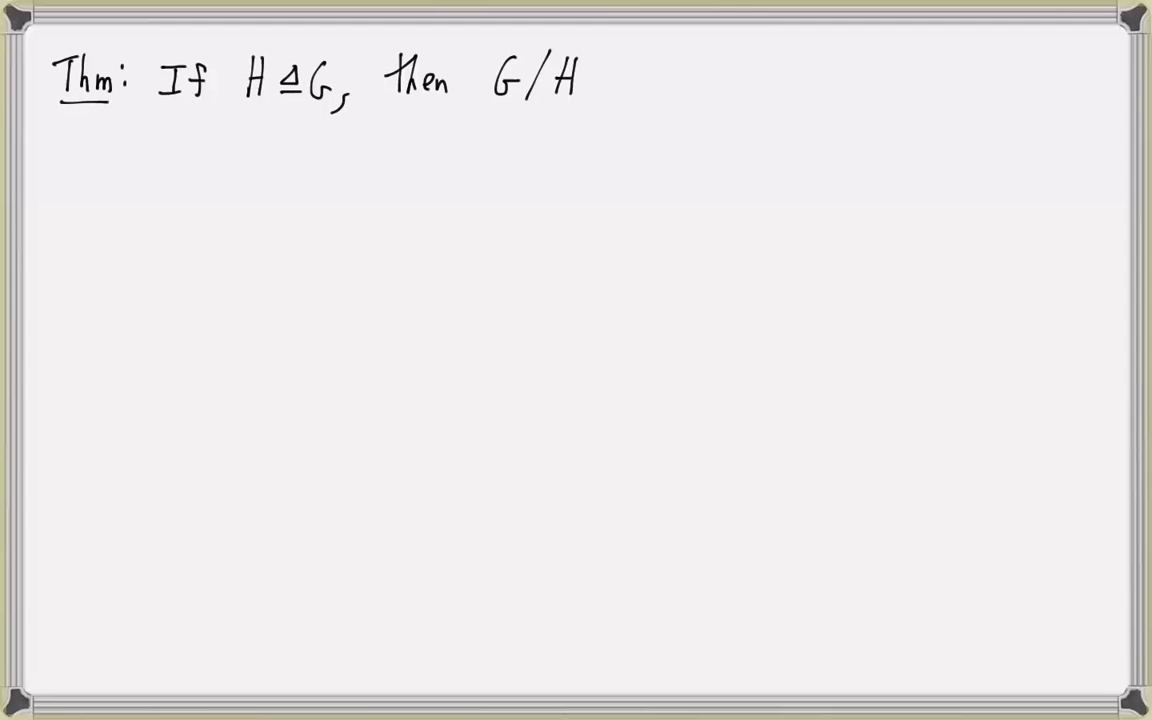 Thm: If H ⊴ G, then G/H